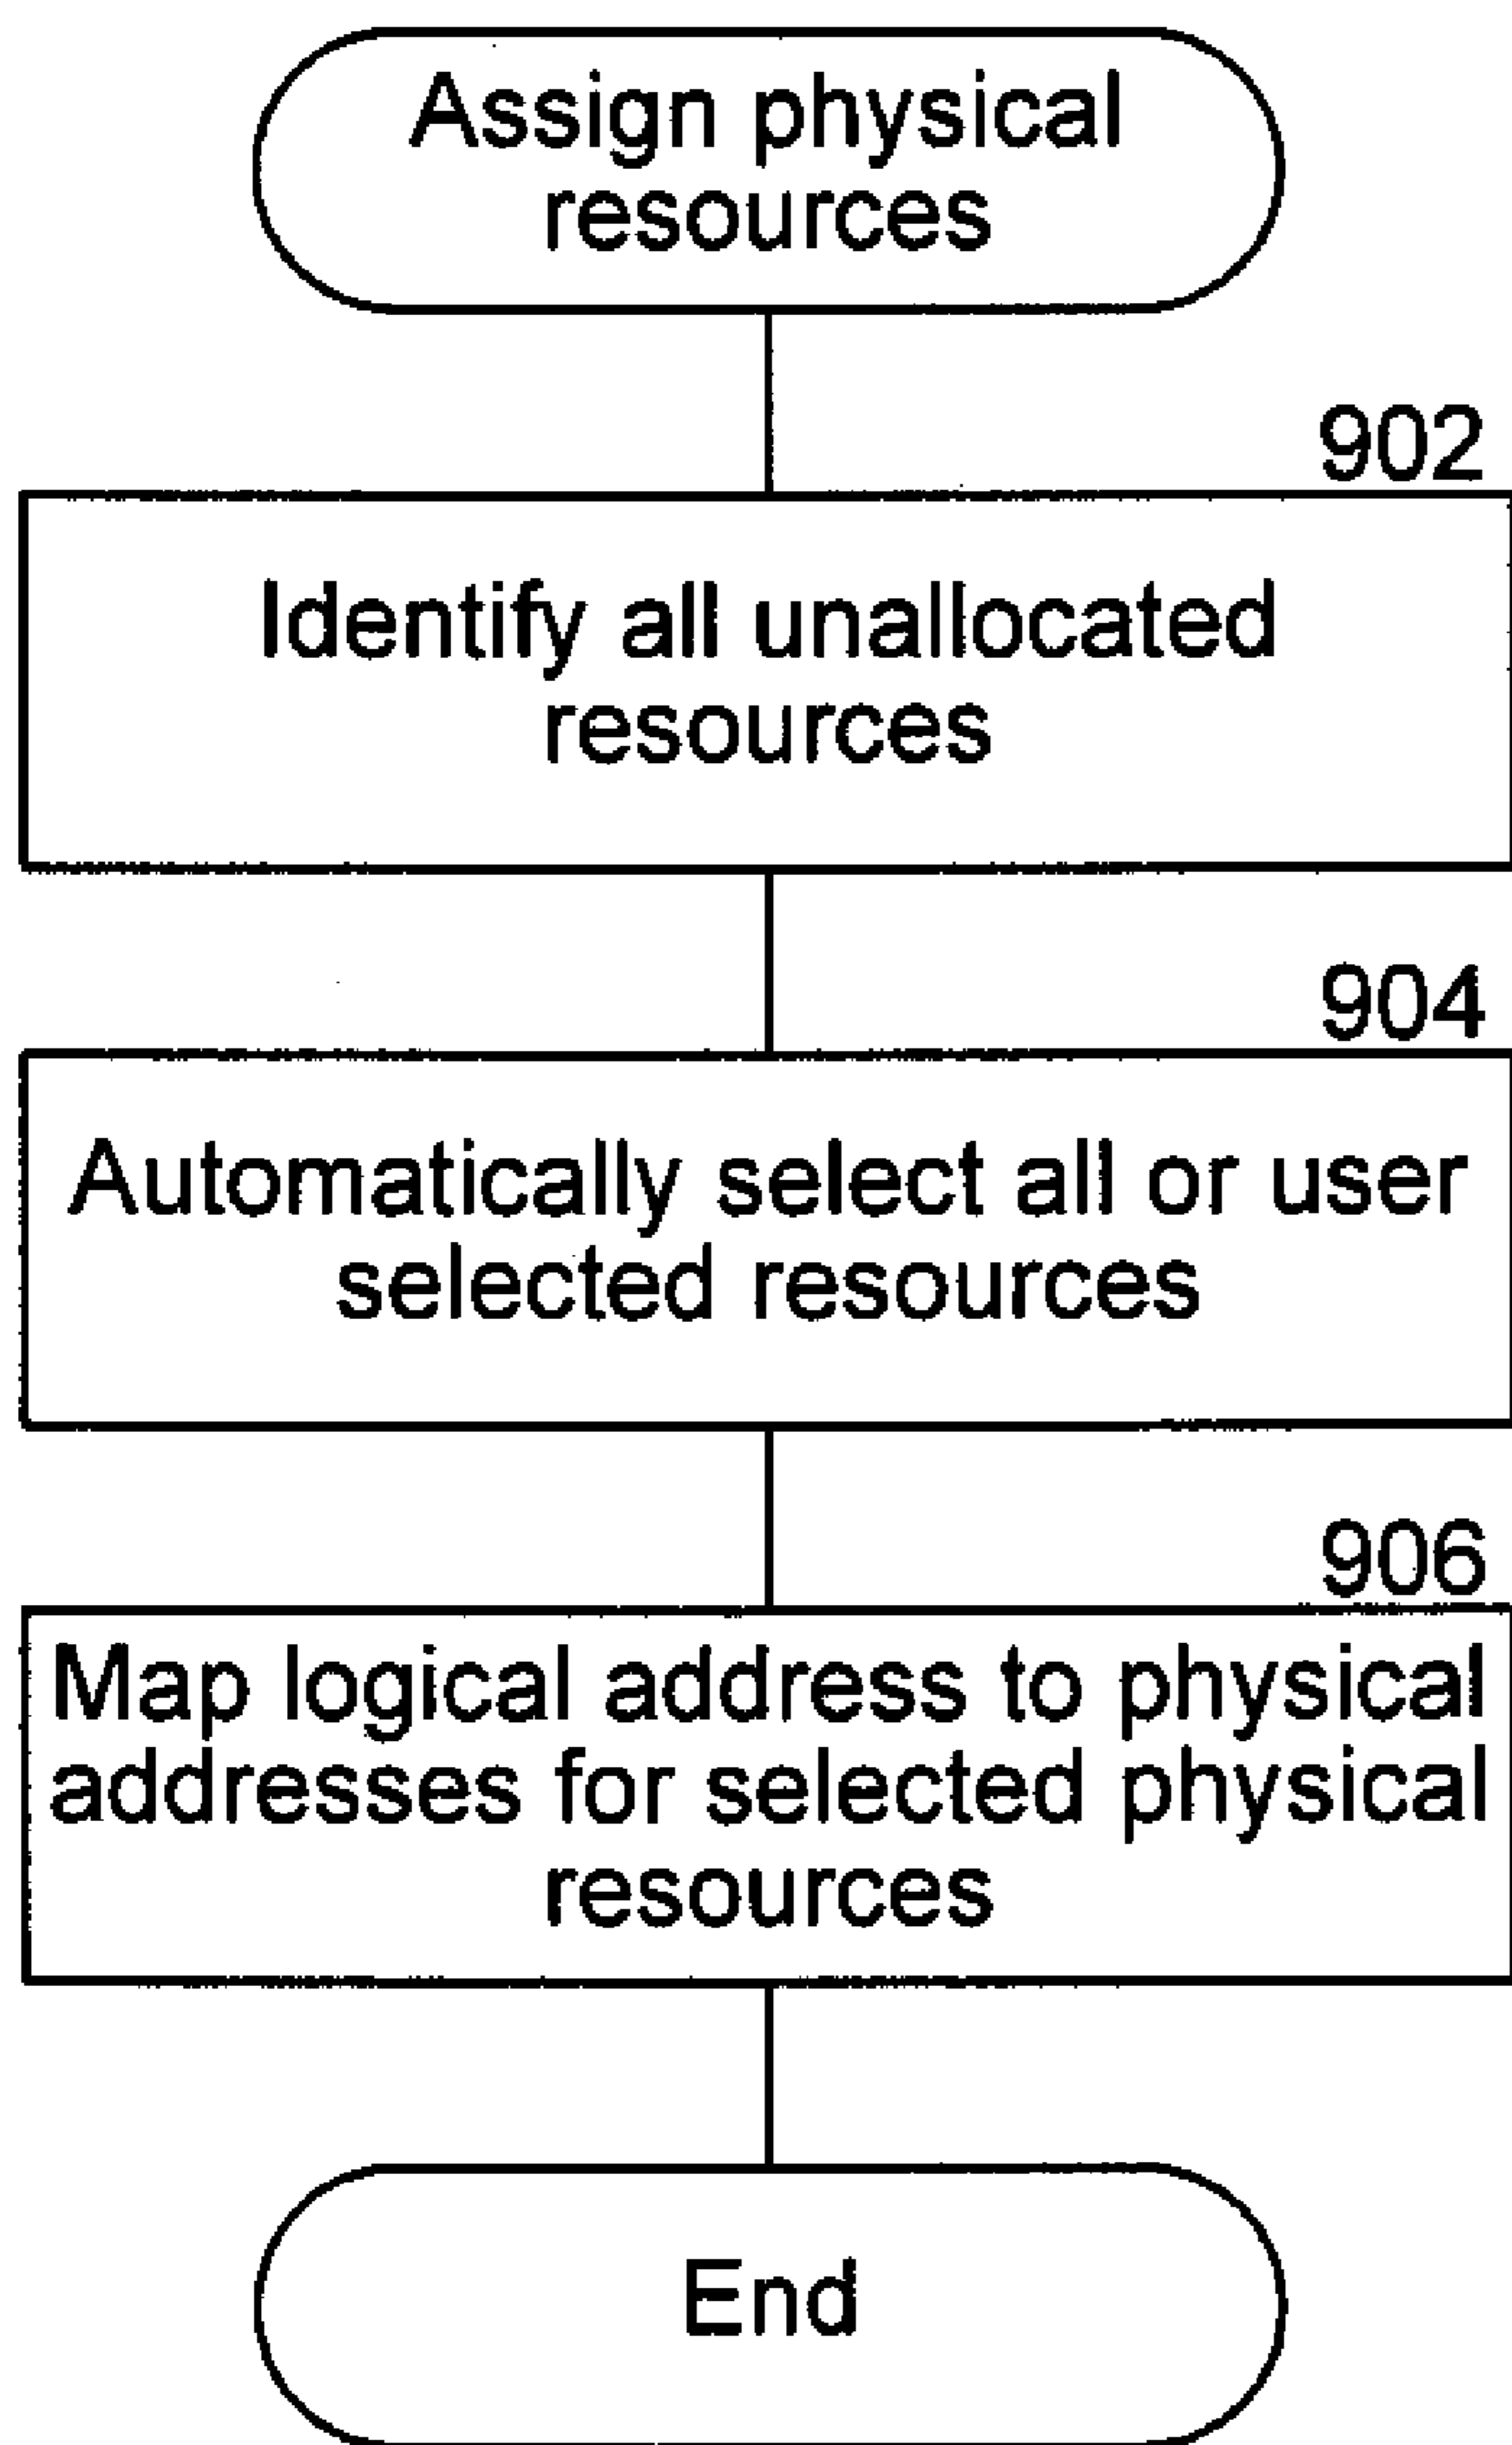 Assign physical
resources
902
Identify all unallocated
resources
904
Automatically select all or user
selected resources
906
Map logical address to physical
addresses for selected physical
resources
End